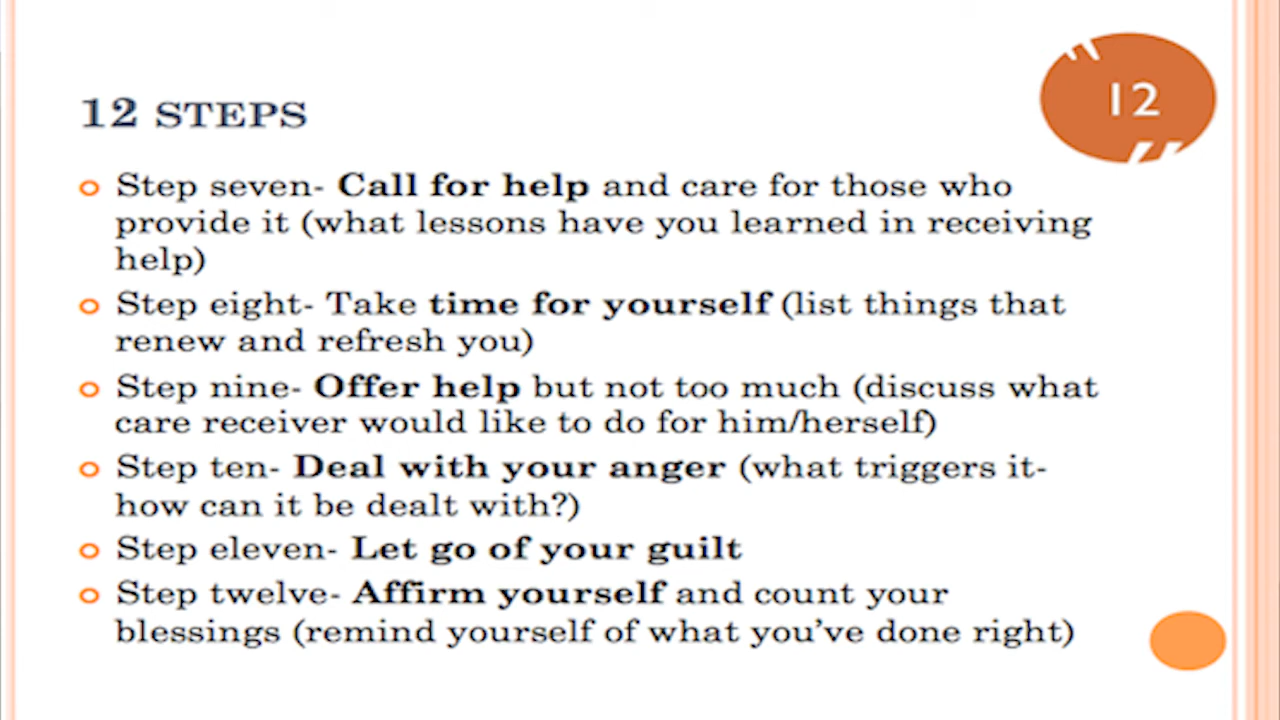 12 STEPS
12
Step seven- Call for help and care for those who
provide it (what lessons have you learned in receiving
help)
Step eight- Take time for yourself (list things that
renew and refresh you)
Step nine- Offer help but not too much (discuss what
care receiver would like to do for him/herself)
Step ten- Deal with your anger (what triggers it-
how can it be dealt with?)
Step eleven- Let go of your guilt
Step twelve- Affirm yourself and count your
blessings (remind yourself of what you’ve done right)